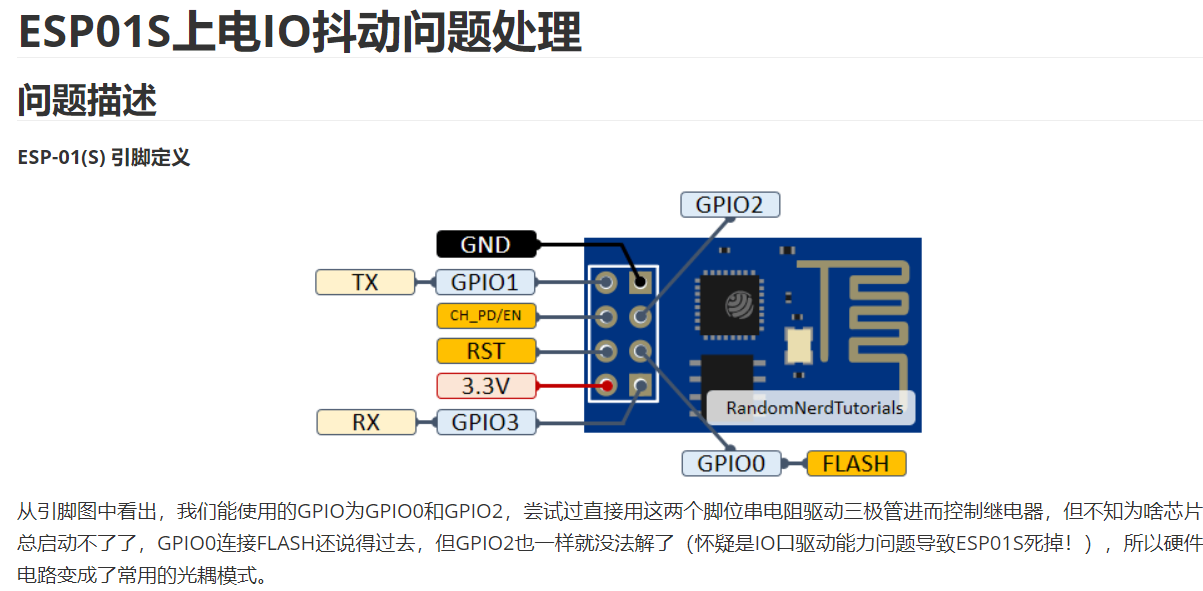 ESP01S上电IO抖动问题处理
问题描述
ESP-01(S) 引脚定义
GPIO2
GND
TX
GPIO1
CH_PD/EN
RST
3.3V
RX
GPIO3
RandomNerdTutorials
GPIO0
FLASH
从引脚图中看出，我们能使用的GPIO为GPIO0和GPIO2，尝试过直接用这两个脚位串电阻驱动三极管进而控制继电器，但不知为啥芯片
总启动不了了，GPIO0连接FLASH还说得过去，但GPIO2也一样就没法解了（怀疑是IO口驱动能力问题导致ESP01S死掉！），所以硬件
电路变成了常用的光耦模式。